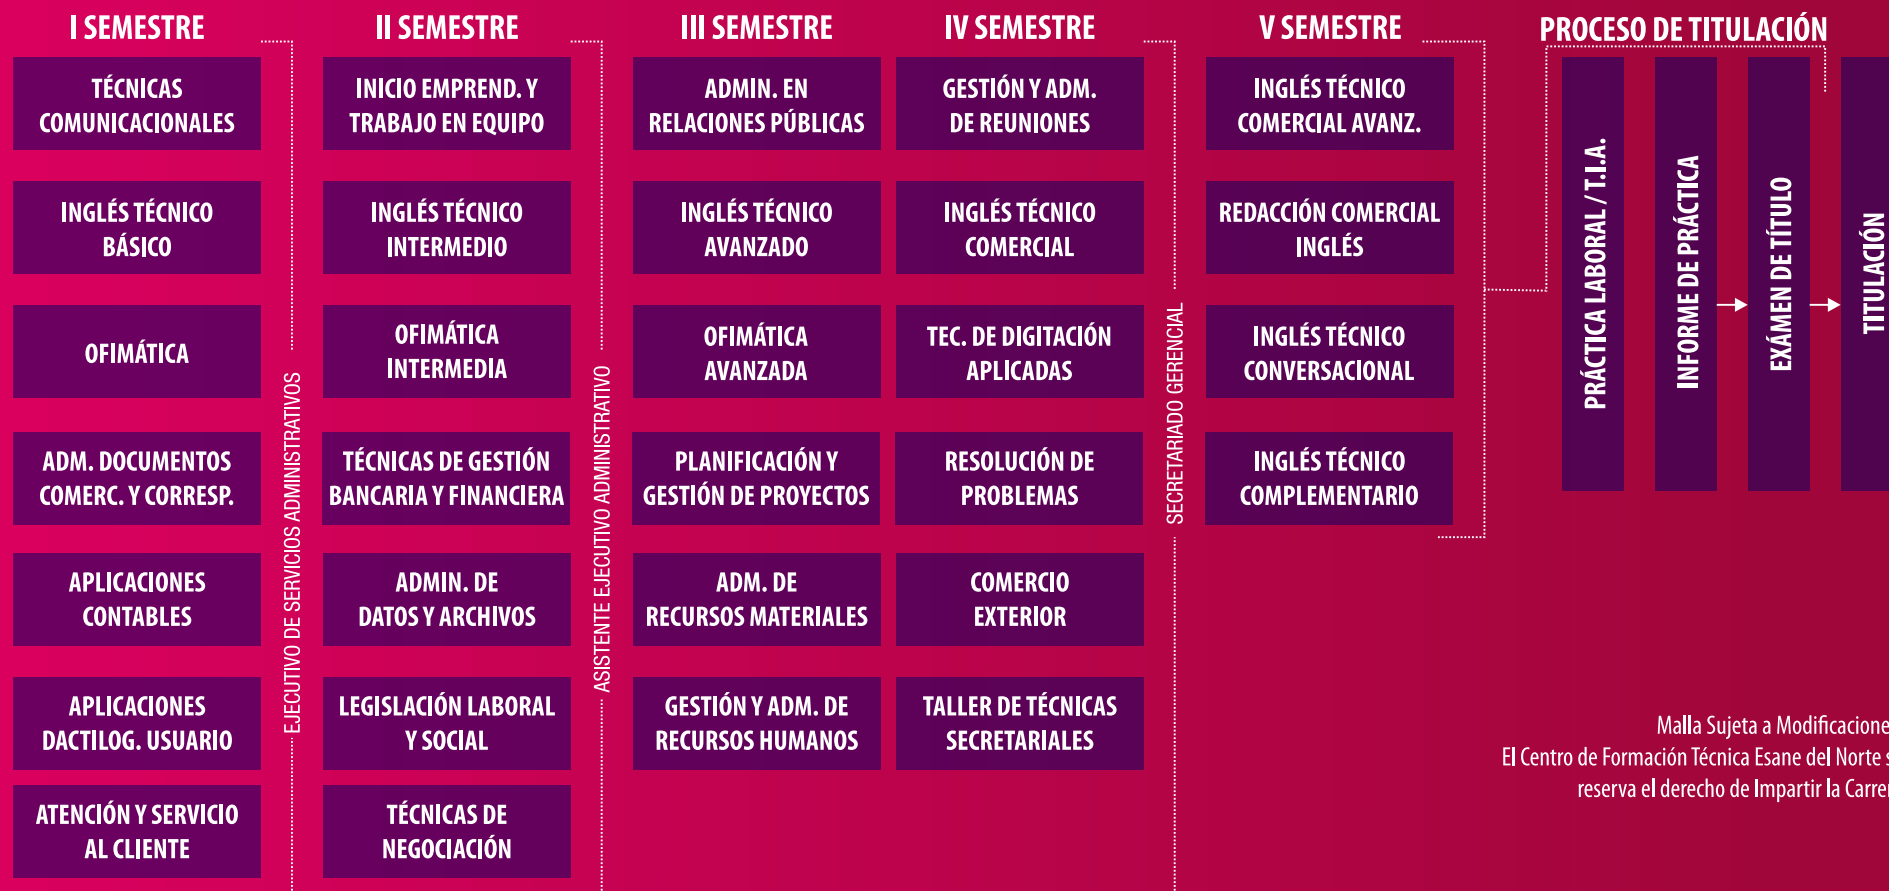 I SEMESTRE
TÉCNICAS
COMUNICACIONALES
INGLÉS TÉCNICO
BÁSICO
OFIMÁTICA
ADM. DOCUMENTOS
COMERC. Y CORRESP.
APLICACIONES
CONTABLES
APLICACIONES
DACTILOG. USUARIO
ATENCIÓN Y SERVICIO
AL CLIENTE
EJECUTIVO DE SERVICIOS ADMINISTRATIVOS
II SEMESTRE
INICIO EMPREND. Y
TRABAJO EN EQUIPO
INGLÉS TÉCNICO
INTERMEDIO
OFIMÁTICA
INTERMEDIA
TÉCNICAS DE GESTIÓN
BANCARIA Y FINANCIERA
ADMIN. DE
DATOS Y ARCHIVOS
LEGISLACIÓN LABORAL
Y SOCIAL
TÉCNICAS DE
NEGOCIACIÓN
ASISTENTE EJECUTIVO ADMINISTRATIVO
III SEMESTRE
ADMIN. EN
RELACIONES PÚBLICAS
INGLÉS TÉCNICO
AVANZADO
OFIMÁTICA
AVANZADA
PLANIFICACIÓN Y
GESTIÓN DE PROYECTOS
ADM. DE
RECURSOS MATERIALES
GESTIÓN Y ADM. DE
RECURSOS HUMANOS
IV SEMESTRE
GESTIÓN Y ADM.
DE REUNIONES
INGLÉS TÉCNICO
COMERCIAL
TEC. DE DIGITACIÓN
APLICADAS
RESOLUCIÓN DE
PROBLEMAS
COMERCIO
EXTERIOR
TALLER DE TÉCNICAS
SECRETARIALES
SECRETARIADO GERENCIAL
V SEMESTRE
INGLÉS TÉCNICO
COMERCIAL AVANZ.
REDACCIÓN COMERCIAL
INGLÉS
INGLÉS TÉCNICO
CONVERSACIONAL
INGLÉS TÉCNICO
COMPLEMENTARIO
PROCESO DE TITULACIÓN
PRÁCTICA LABORAL / T.I.A.
INFORME DE PRÁCTICA
EXÁMEN DE TÍTULO
TITULACIÓN
Malla Sujeta a Modificacione
El Centro de Formación Técnica Esane del Norte s
reserva el derecho de Impartir la Carrer